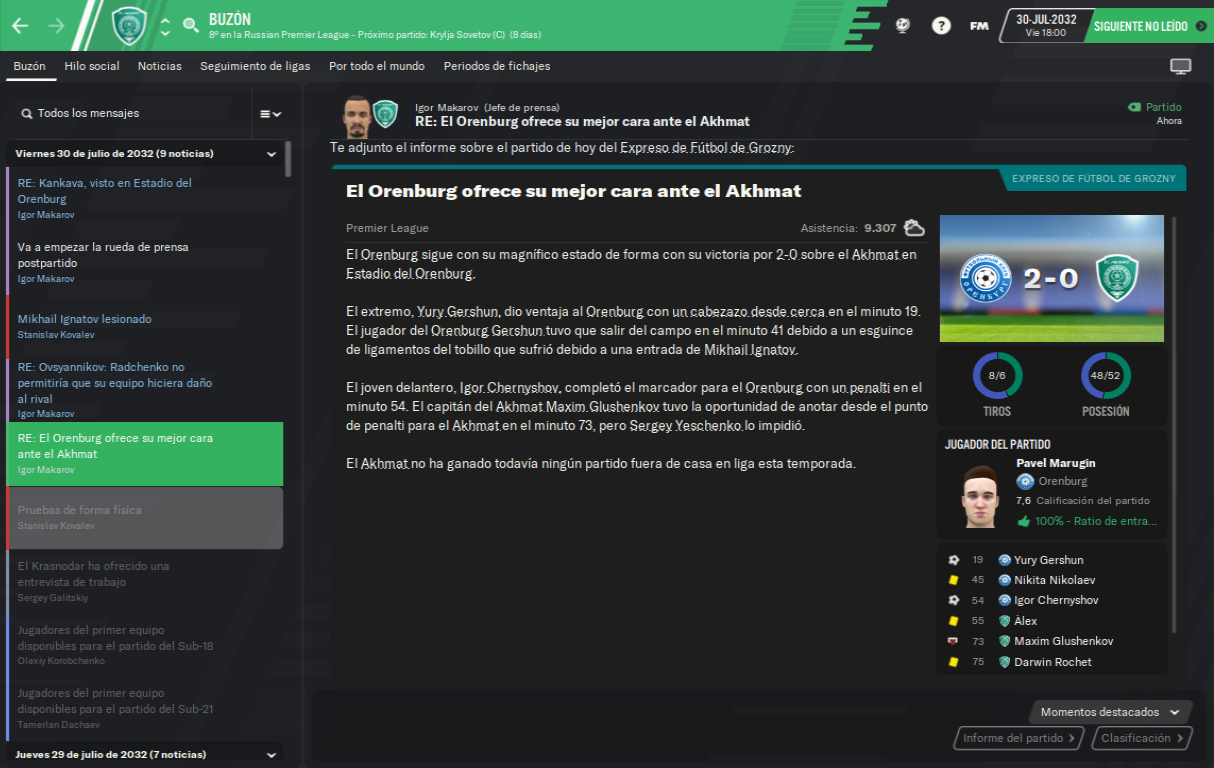 BUZÓN
8º en la Russian Premier League - Próximo partido: Krylja Sovetov (C) (8 días)
?
FM
30-JUL-2032
Vie 18:00
SIGUIENTE NO LEÍDO
Buzón
Hilo social
Noticias
Seguimiento de ligas
Por todo el mundo
Periodos de fichajes
Todos los mensajes
Viernes 30 de julio de 2032 (9 noticias)
RE: Kankava, visto en Estadio del
Orenburg
Igor Makarov
Va a empezar la rueda de prensa
postpartido
Igor Makarov
Mikhail Ignatov lesionado
Stanislav Kovalev
RE: Ovsyannikov: Radchenko no
permitiría que su equipo hiciera daño
al rival
Igor Makarov
RE: El Orenburg ofrece su mejor cara
ante el Akhmat
Igor Makarov
Pruebas de forma física
Stanislav Kovalev
El Krasnodar ha ofrecido una
entrevista de trabajo
Sergey Galitskiy
Jugadores del primer equipo
disponibles para el partido del Sub-18
Olexiy Korobchenko
Jugadores del primer equipo
disponibles para el partido del Sub-21
Tamerlan Dachaev
Jueves 29 de julio de 2032 (7 noticias)
Igor Makarov (Jefe de prensa)
RE: El Orenburg ofrece su mejor cara ante el Akhmat
Partido
Ahora
Te adjunto el informe sobre el partido de hoy del Expreso de Fútbol de Grozny:
EXPRESO DE FÚTBOL DE GROZNY
El Orenburg ofrece su mejor cara ante el Akhmat
Premier League
Asistencia: 9.307
El Orenburg sigue con su magnífico estado de forma con su victoria por 2-0 sobre el Akhmat en
Estadio del Orenburg.
El extremo, Yury Gershun, dio ventaja al Orenburg con un cabezazo desde cerca en el minuto 19.
El jugador del Orenburg Gershun tuvo que salir del campo en el minuto 41 debido a un esguince
de ligamentos del tobillo que sufrió debido a una entrada de Mikhail Ignatov.
El joven delantero, Igor Chernyshov, completó el marcador para el Orenburg con un penalti en el
minuto 54. El capitán del Akhmat Maxim Glushenkov tuvo la oportunidad de anotar desde el punto
de penalti para el Akhmat en el minuto 73, pero Sergey Yeschenko lo impidió.
El Akhmat no ha ganado todavía ningún partido fuera de casa en liga esta temporada.
2-0
8/6
TIROS
48/52
POSESIÓN
JUGADOR DEL PARTIDO
Pavel Marugin
Orenburg
7,6 Calificación del partido
100% - Ratio de entra...
19 Yury Gershun
45 Nikita Nikolaev
54 Igor Chernyshov
55 Álex
73 Maxim Glushenkov
75 Darwin Rochet
Momentos destacados
Informe del partido
Clasificación